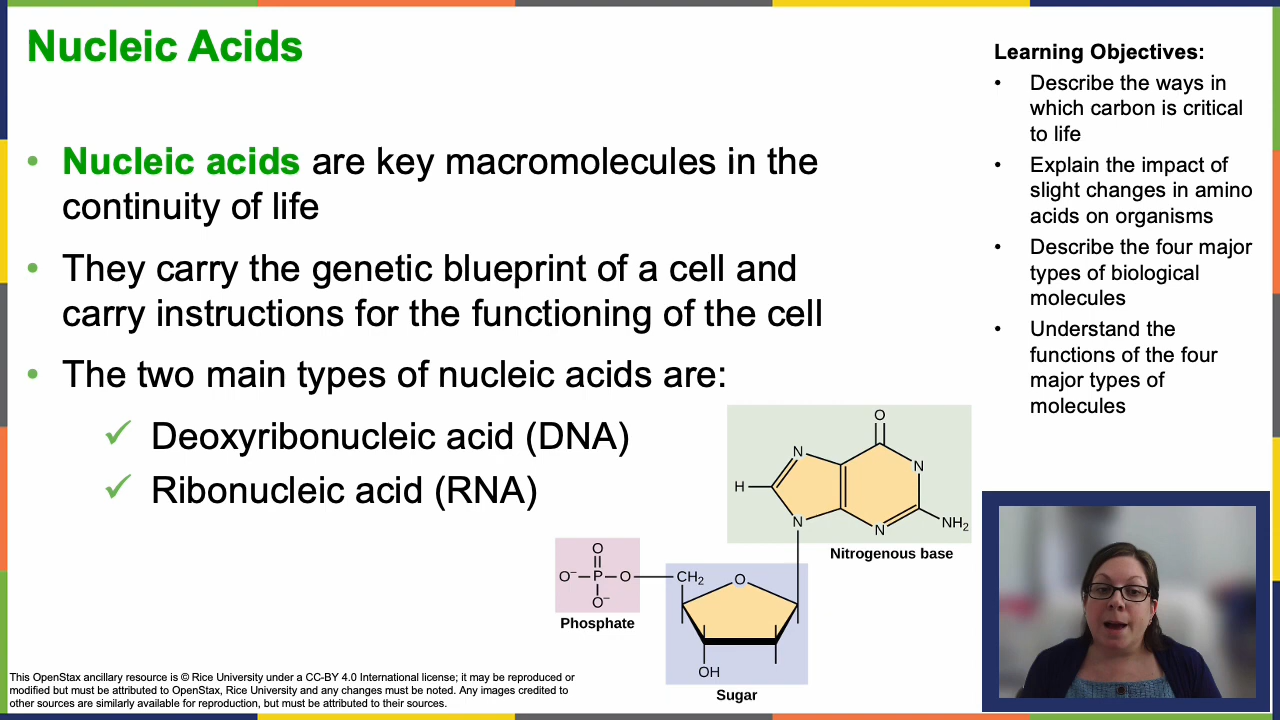 Nucleic Acids
• Nucleic acids are key macromolecules in the
continuity of life
• They carry the genetic blueprint of a cell and
carry instructions for the functioning of the cell
• The two main types of nucleic acids are:
✓ Deoxyribonucleic acid (DNA)
✓ Ribonucleic acid (RNA)
O
N
N
H
N
N
NH₂
Nitrogenous base
O
O⁻ P O CH₂ O
O⁻
Phosphate
OH
Sugar
This OpenStax ancillary resource is © Rice University under a CC-BY 4.0 International license; it may be reproduced or
modified but must be attributed to OpenStax, Rice University and any changes must be noted. Any images credited to
other sources are similarly available for reproduction, but must be attributed to their sources.
Learning Objectives:
• Describe the ways in
which carbon is critical
to life
• Explain the impact of
slight changes in amino
acids on organisms
• Describe the four major
types of biological
molecules
• Understand the
functions of the four
major types of
molecules